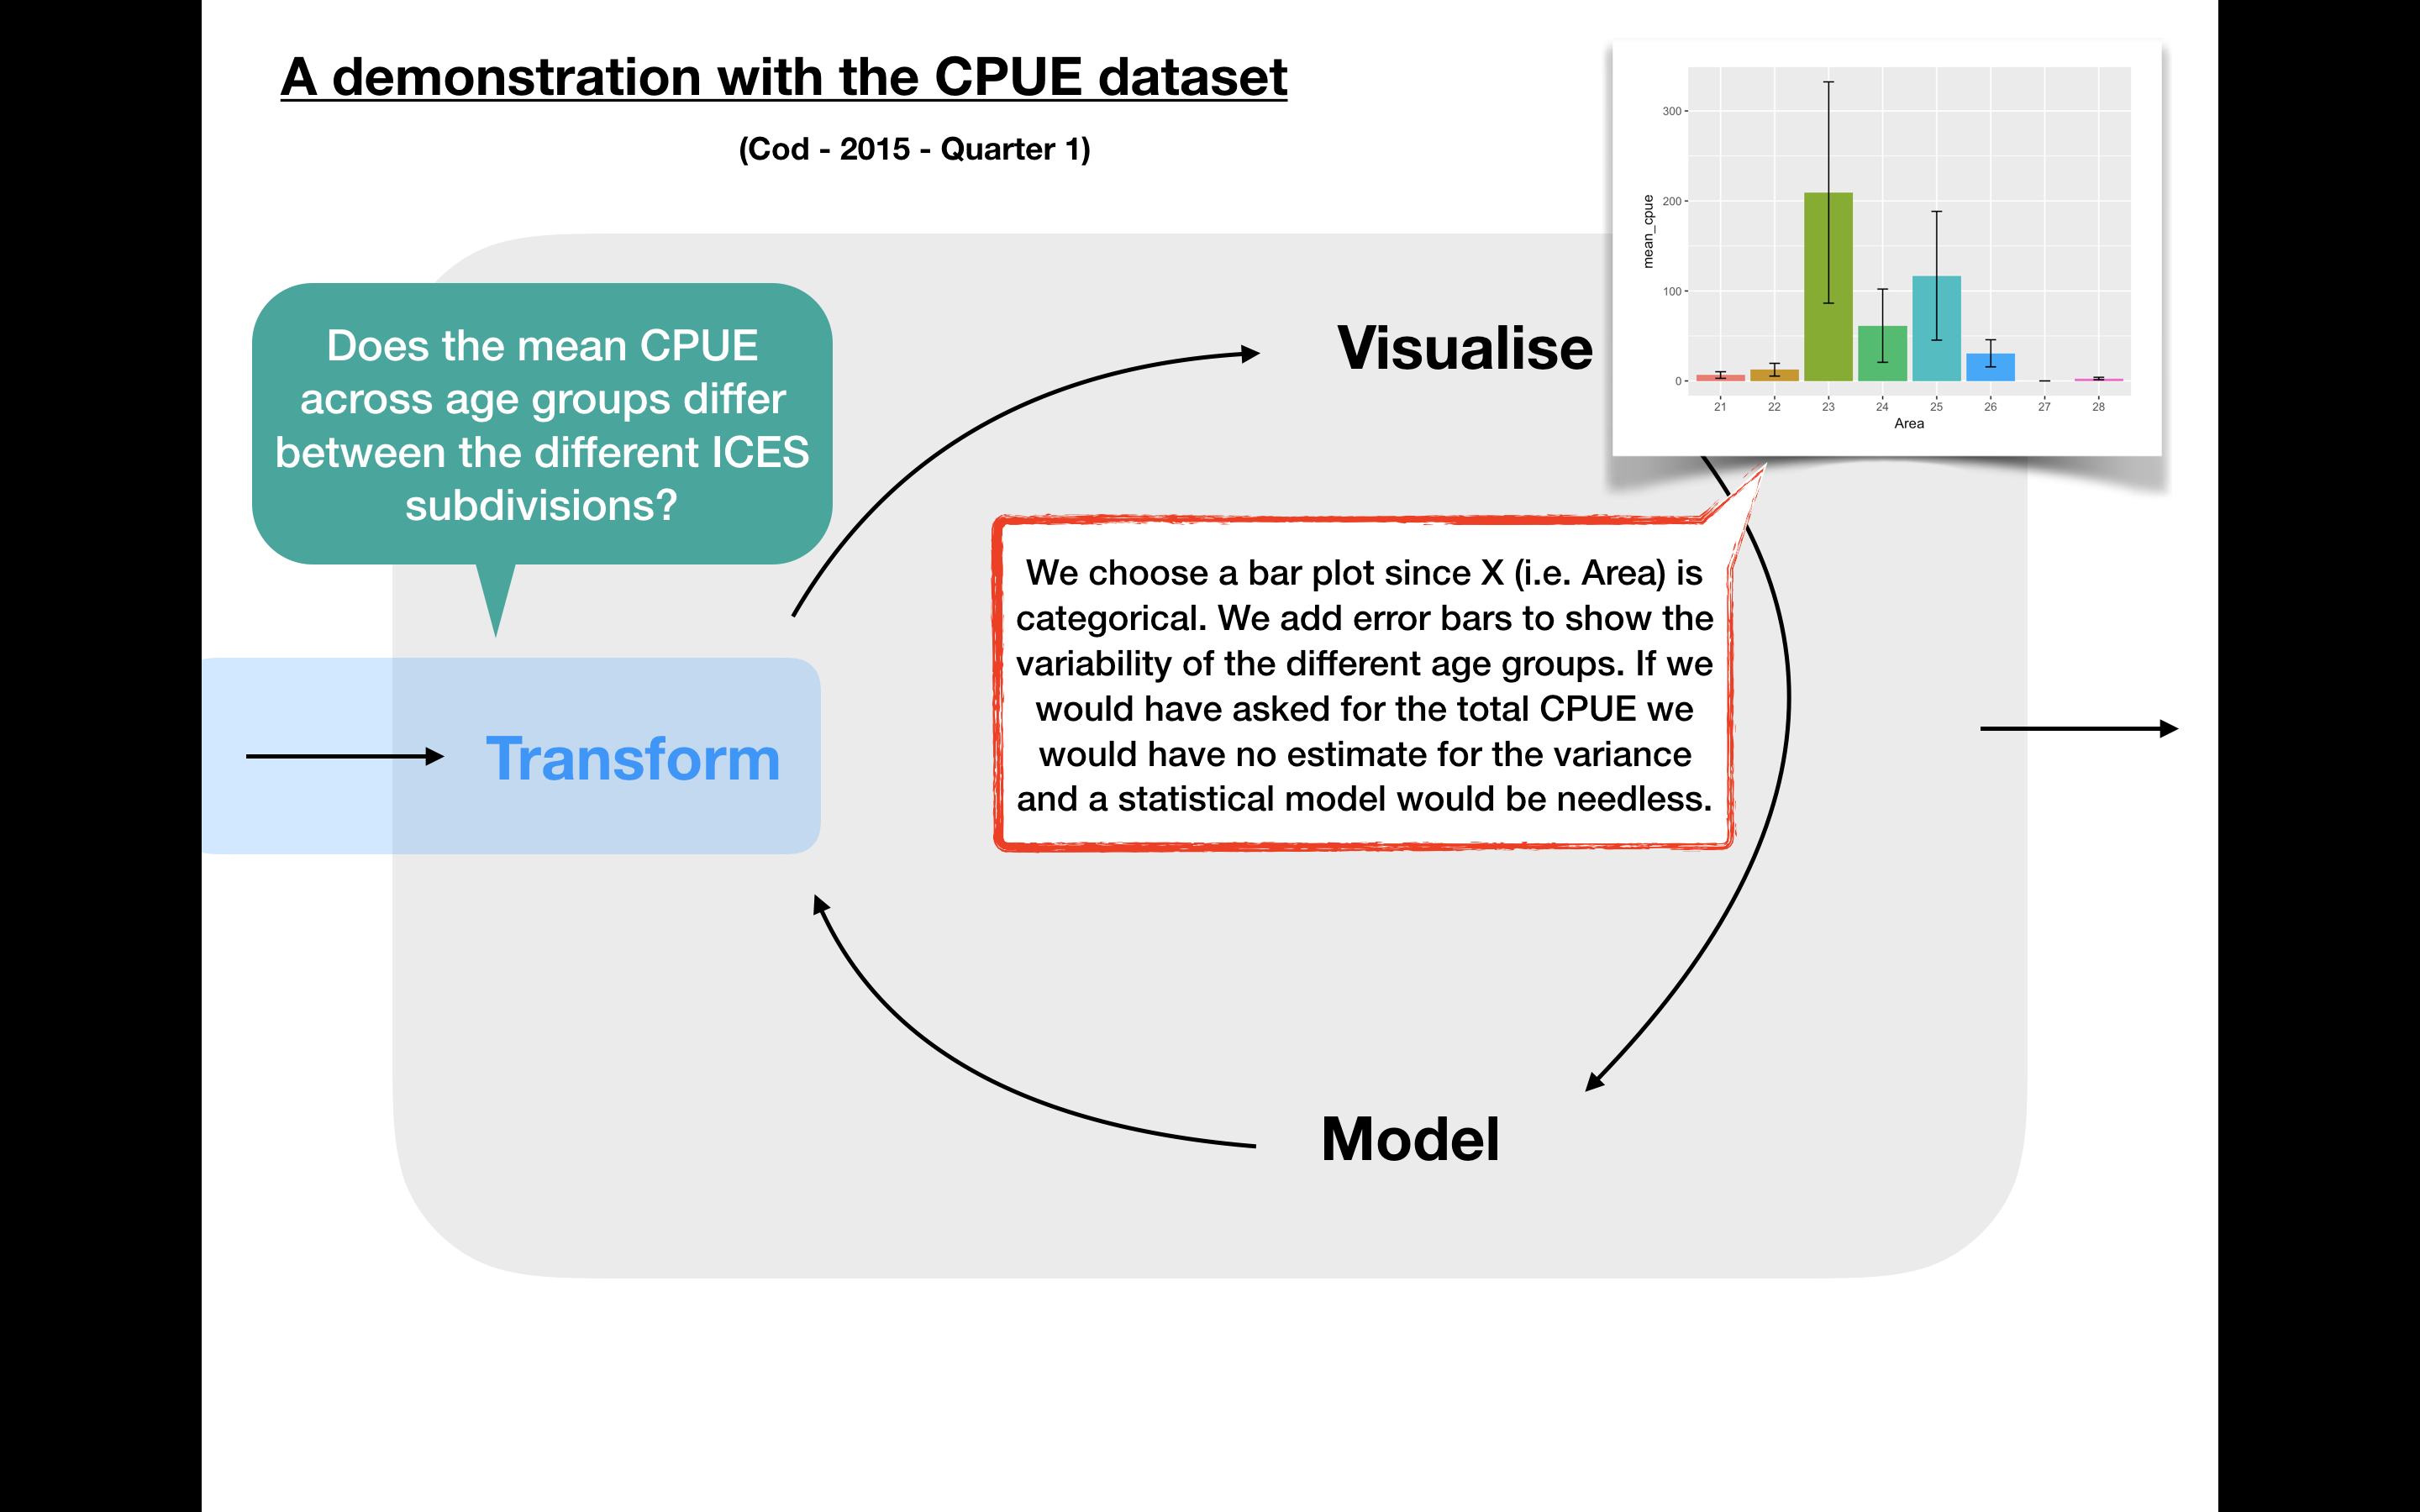 A demonstration with the CPUE dataset
(Cod - 2015 - Quarter 1)
Does the mean CPUE
across age groups differ
between the different ICES
subdivisions?
Transform
Visualise
mean_cpue
300
200
100
0
21 22 23 24 25 26 27 28
Area
We choose a bar plot since X (i.e. Area) is
categorical. We add error bars to show the
variability of the different age groups. If we
would have asked for the total CPUE we
would have no estimate for the variance
and a statistical model would be needless.
Model